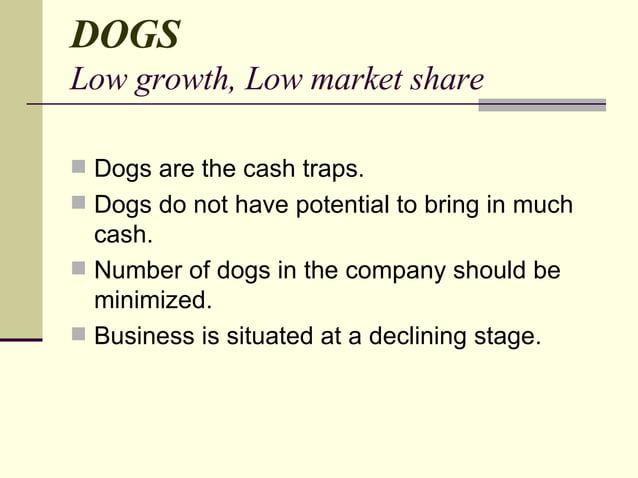 DOGS
Low growth, Low market share
Dogs are the cash traps.
Dogs do not have potential to bring in much
cash.
Number of dogs in the company should be
minimized.
Business is situated at a declining stage.